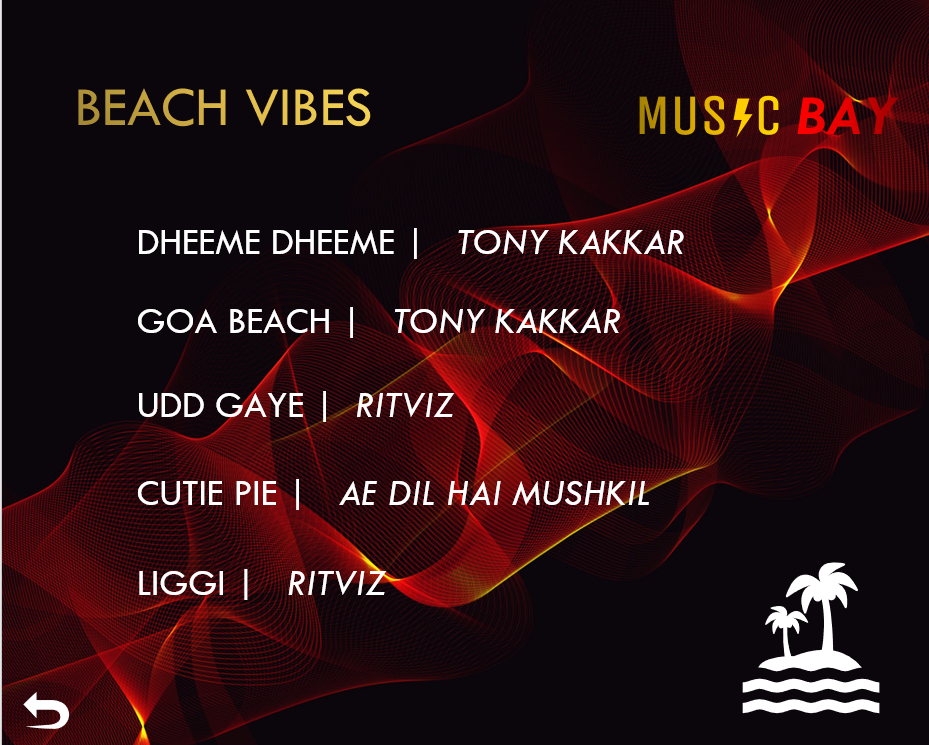 BEACH VIBES
MUSIC BAY
DHEEME DHEEME | TONY KAKKAR
GOA BEACH | TONY KAKKAR
UDD GAYE | RITVIZ
CUTIE PIE | AE DIL HAI MUSHKIL
LIGGI | RITVIZ